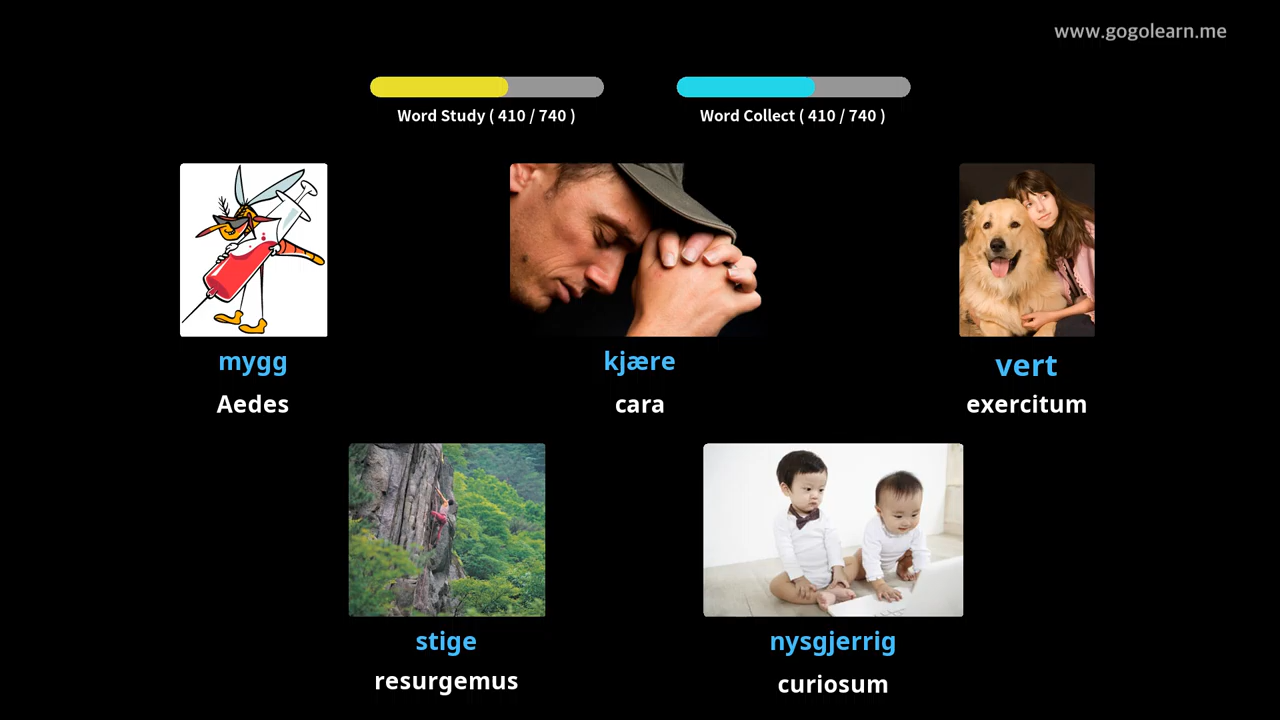 www.gogolearn.me
Word Study ( 410 / 740 )
Word Collect ( 410 / 740 )
mygg
Aedes
kjære
cara
vert
exercitum
stige
resurgemus
nysgjerrig
curiosum